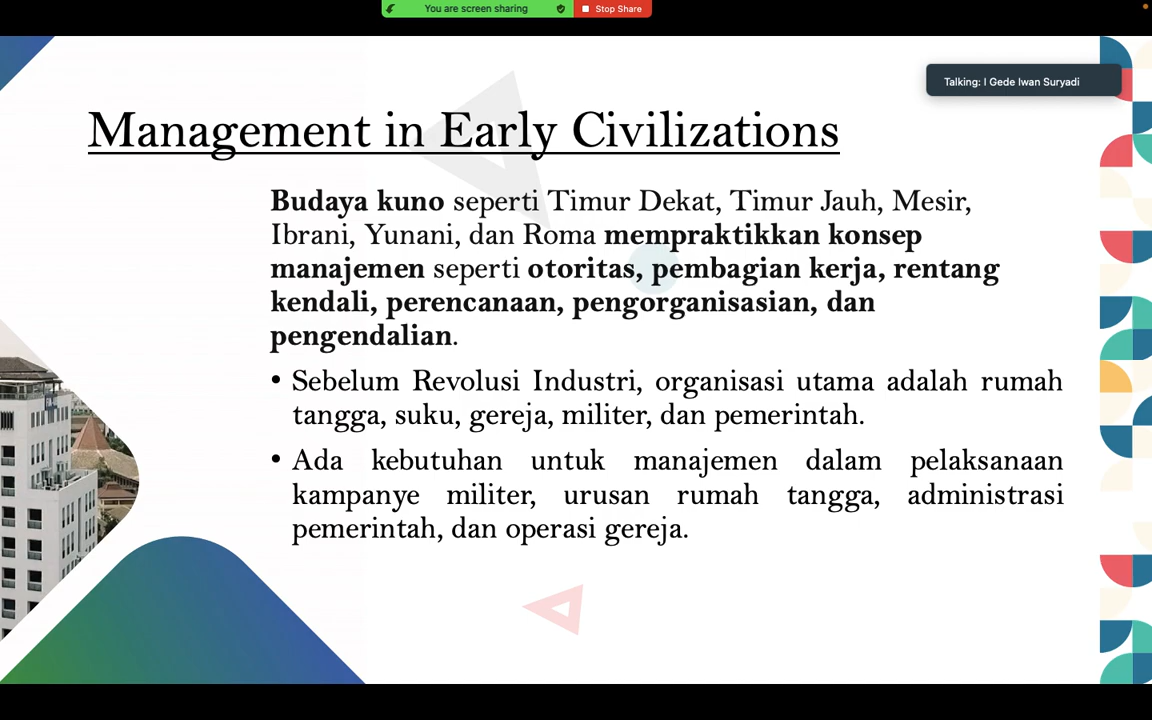 You are screen sharing
Stop Share
Talking: I Gede Iwan Suryadi
Management in Early Civilizations
Budaya kuno seperti Timur Dekat, Timur Jauh, Mesir,
Ibrani, Yunani, dan Roma mempraktikkan konsep
manajemen seperti otoritas, pembagian kerja, rentang
kendali, perencanaan, pengorganisasian, dan
pengendalian.
• Sebelum Revolusi Industri, organisasi utama adalah rumah
tangga, suku, gereja, militer, dan pemerintah.
• Ada kebutuhan untuk manajemen dalam pelaksanaan
kampanye militer, urusan rumah tangga, administrasi
pemerintah, dan operasi gereja.